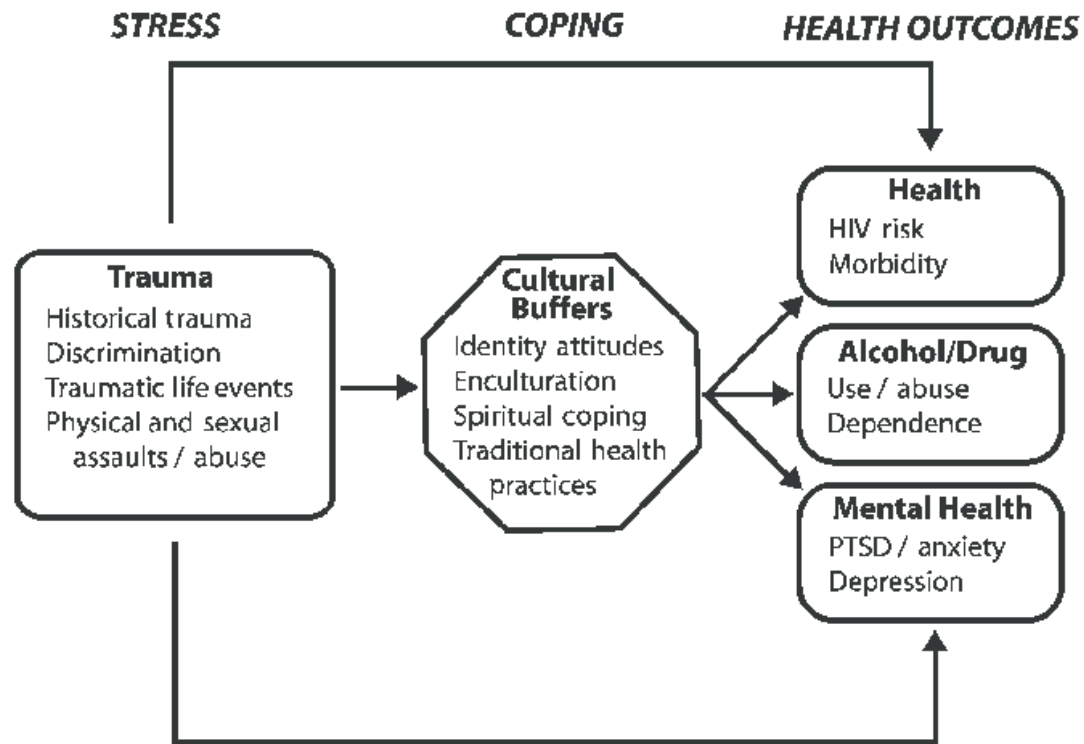 STRESS
COPING
HEALTH OUTCOMES
Trauma
Historical trauma
Discrimination
Traumatic life events
Physical and sexual
assaults / abuse
Cultural
Buffers
Identity attitudes
Enculturation
Spiritual coping
Traditional health
practices
Health
HIV risk
Morbidity
Alcohol/Drug
Use / abuse
Dependence
Mental Health
PTSD / anxiety
Depression